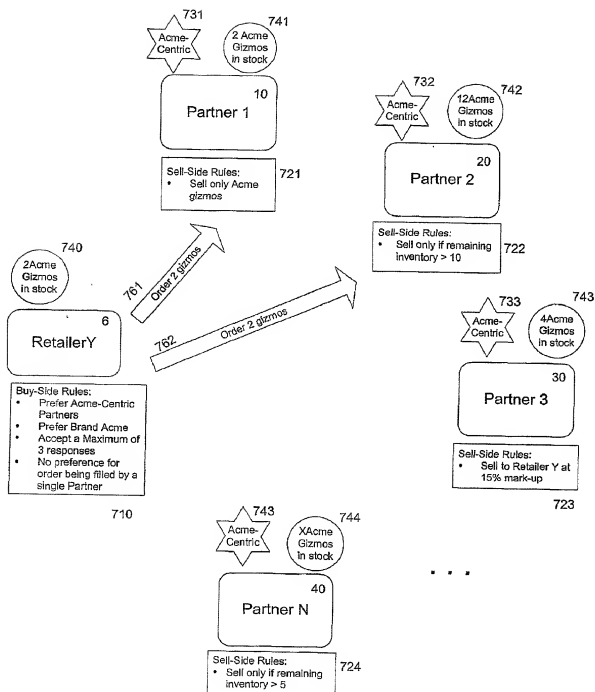 731
741
Acme-
Centric
2 Acme
Gizmos
in stock
10
Partner 1
Sell-Side Rules:
• Sell only Acme
gizmos
721
732
742
Acme-
Centric
12Acme
Gizmos
in stock
20
Partner 2
Sell-Side Rules:
• Sell only if remaining
inventory > 10
722
740
2Acme
Gizmos
in stock
761
Order 2 gizmos
762
Order 2 gizmos
6
RetailerY
Buy-Side Rules:
• Prefer Acme-Centric
Partners
• Prefer Brand Acme
• Accept a Maximum of
3 responses
• No preference for
order being filled by a
single Partner
710
733
743
Acme-
Centric
4Acme
Gizmos
in stock
30
Partner 3
Sell-Side Rules:
• Sell to Retailer Y at
15% mark-up
723
743
744
Acme-
Centric
XAcme
Gizmos
in stock
40
Partner N
Sell-Side Rules:
• Sell only if remaining
inventory > 5
724
. . .